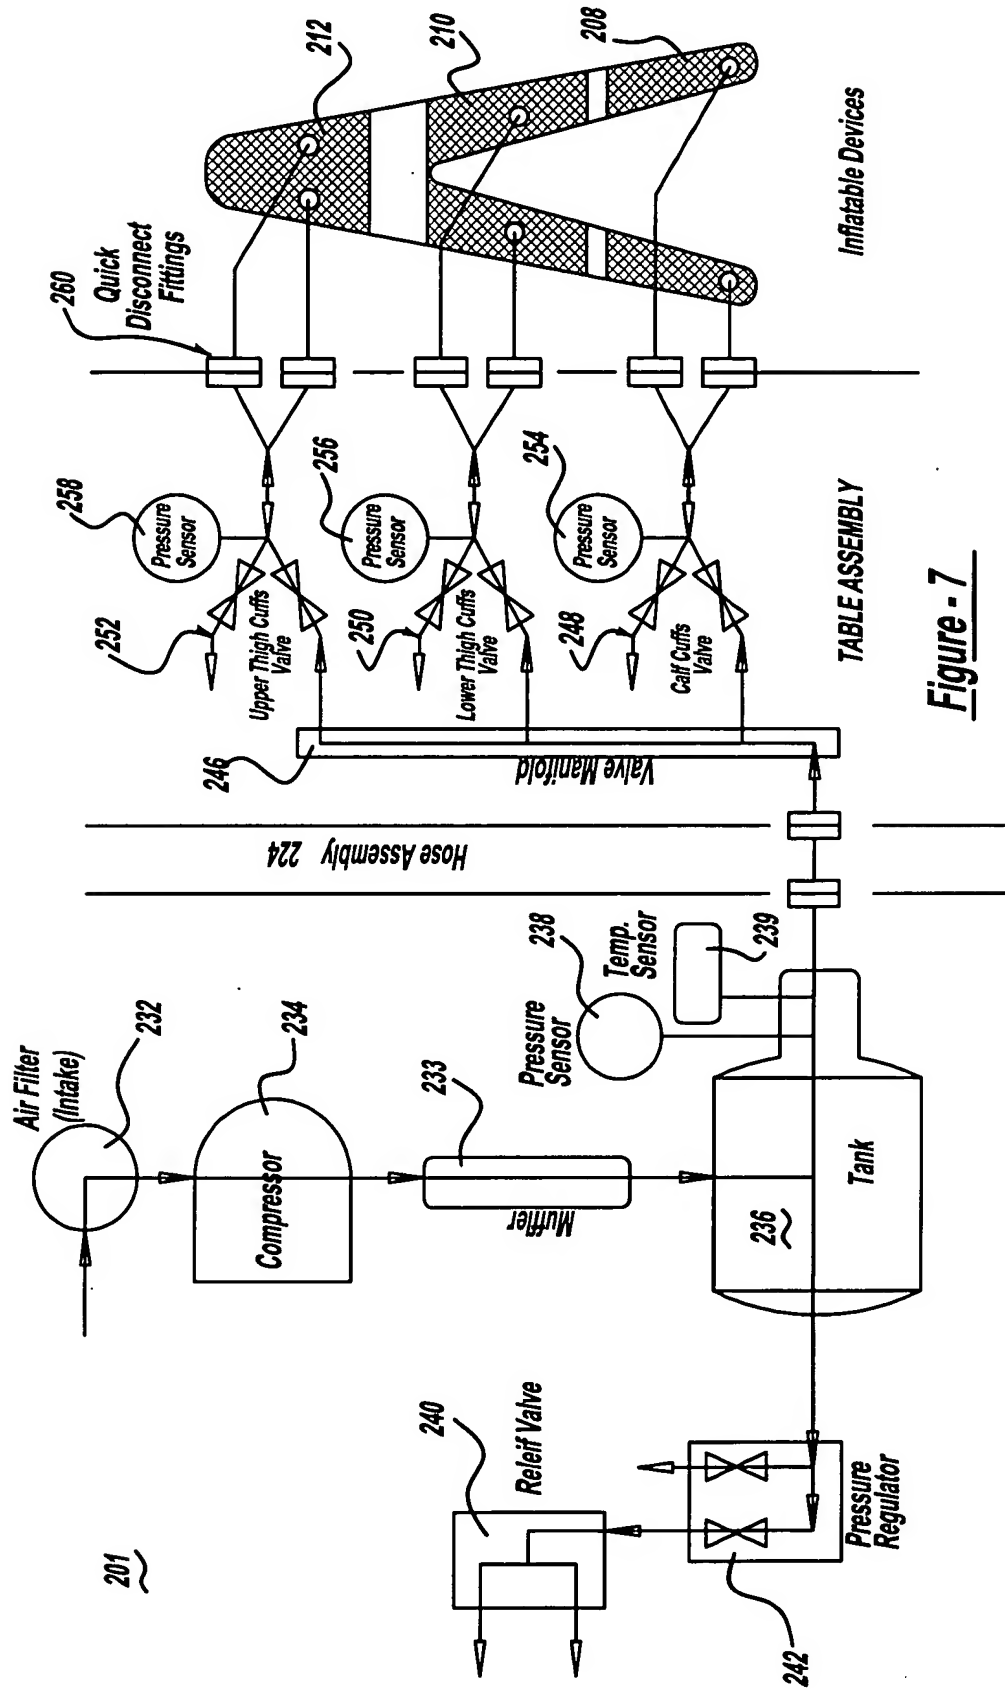 201
Air Filter
(Intake)
232
Compressor
234
Muffler
233
Tank
236
Pressure
Sensor
238
Temp.
Sensor
239
Releif Valve
240
Pressure
Regulator
242
Hose Assembly 224
Valve Manifold
246
252
Upper Thigh Cuffs
Valve
258
Pressure
Sensor
250
Lower Thigh Cuffs
Valve
256
Pressure
Sensor
248
Calf Cuffs
Valve
254
Pressure
Sensor
260
Quick
Disconnect
Fittings
212
210
208
Inflatable Devices
TABLE ASSEMBLY
Figure - 7